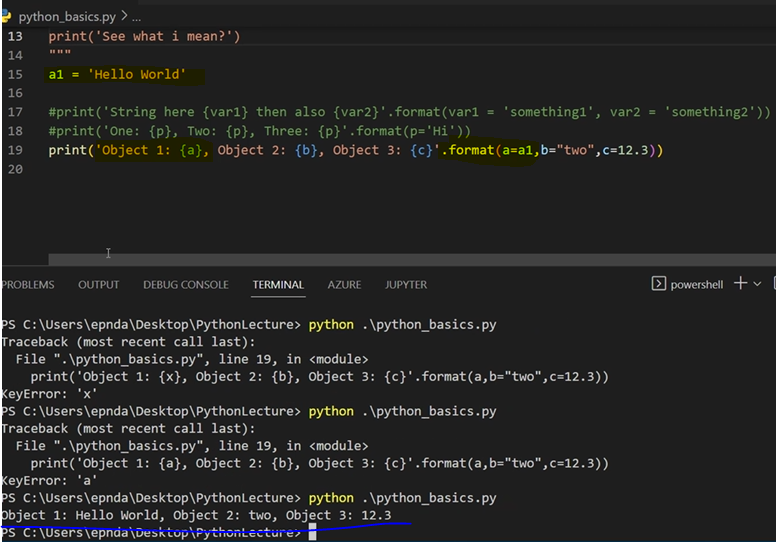 python_basics.py > ...
13 print('See what i mean?')
14 """
15 a1 = 'Hello World'
16
17 #print('String here {var1} then also {var2}'.format(var1 = 'something1', var2 = 'something2'))
18 #print('One: {p}, Two: {p}, Three: {p}'.format(p='Hi'))
19 print('Object 1: {a}, Object 2: {b}, Object 3: {c}'.format(a=a1,b="two",c=12.3))
20
PROBLEMS OUTPUT DEBUG CONSOLE TERMINAL AZURE JUPYTER powershell
PS C:\Users\epnda\Desktop\PythonLecture> python .\python_basics.py
Traceback (most recent call last):
File ".\python_basics.py", line 19, in <module>
print('Object 1: {x}, Object 2: {b}, Object 3: {c}'.format(a,b="two",c=12.3))
KeyError: 'x'
PS C:\Users\epnda\Desktop\PythonLecture> python .\python_basics.py
Traceback (most recent call last):
File ".\python_basics.py", line 19, in <module>
print('Object 1: {a}, Object 2: {b}, Object 3: {c}'.format(a,b="two",c=12.3))
KeyError: 'a'
PS C:\Users\epnda\Desktop\PythonLecture> python .\python_basics.py
Object 1: Hello World, Object 2: two, Object 3: 12.3
PS C:\Users\epnda\Desktop\PythonLecture>